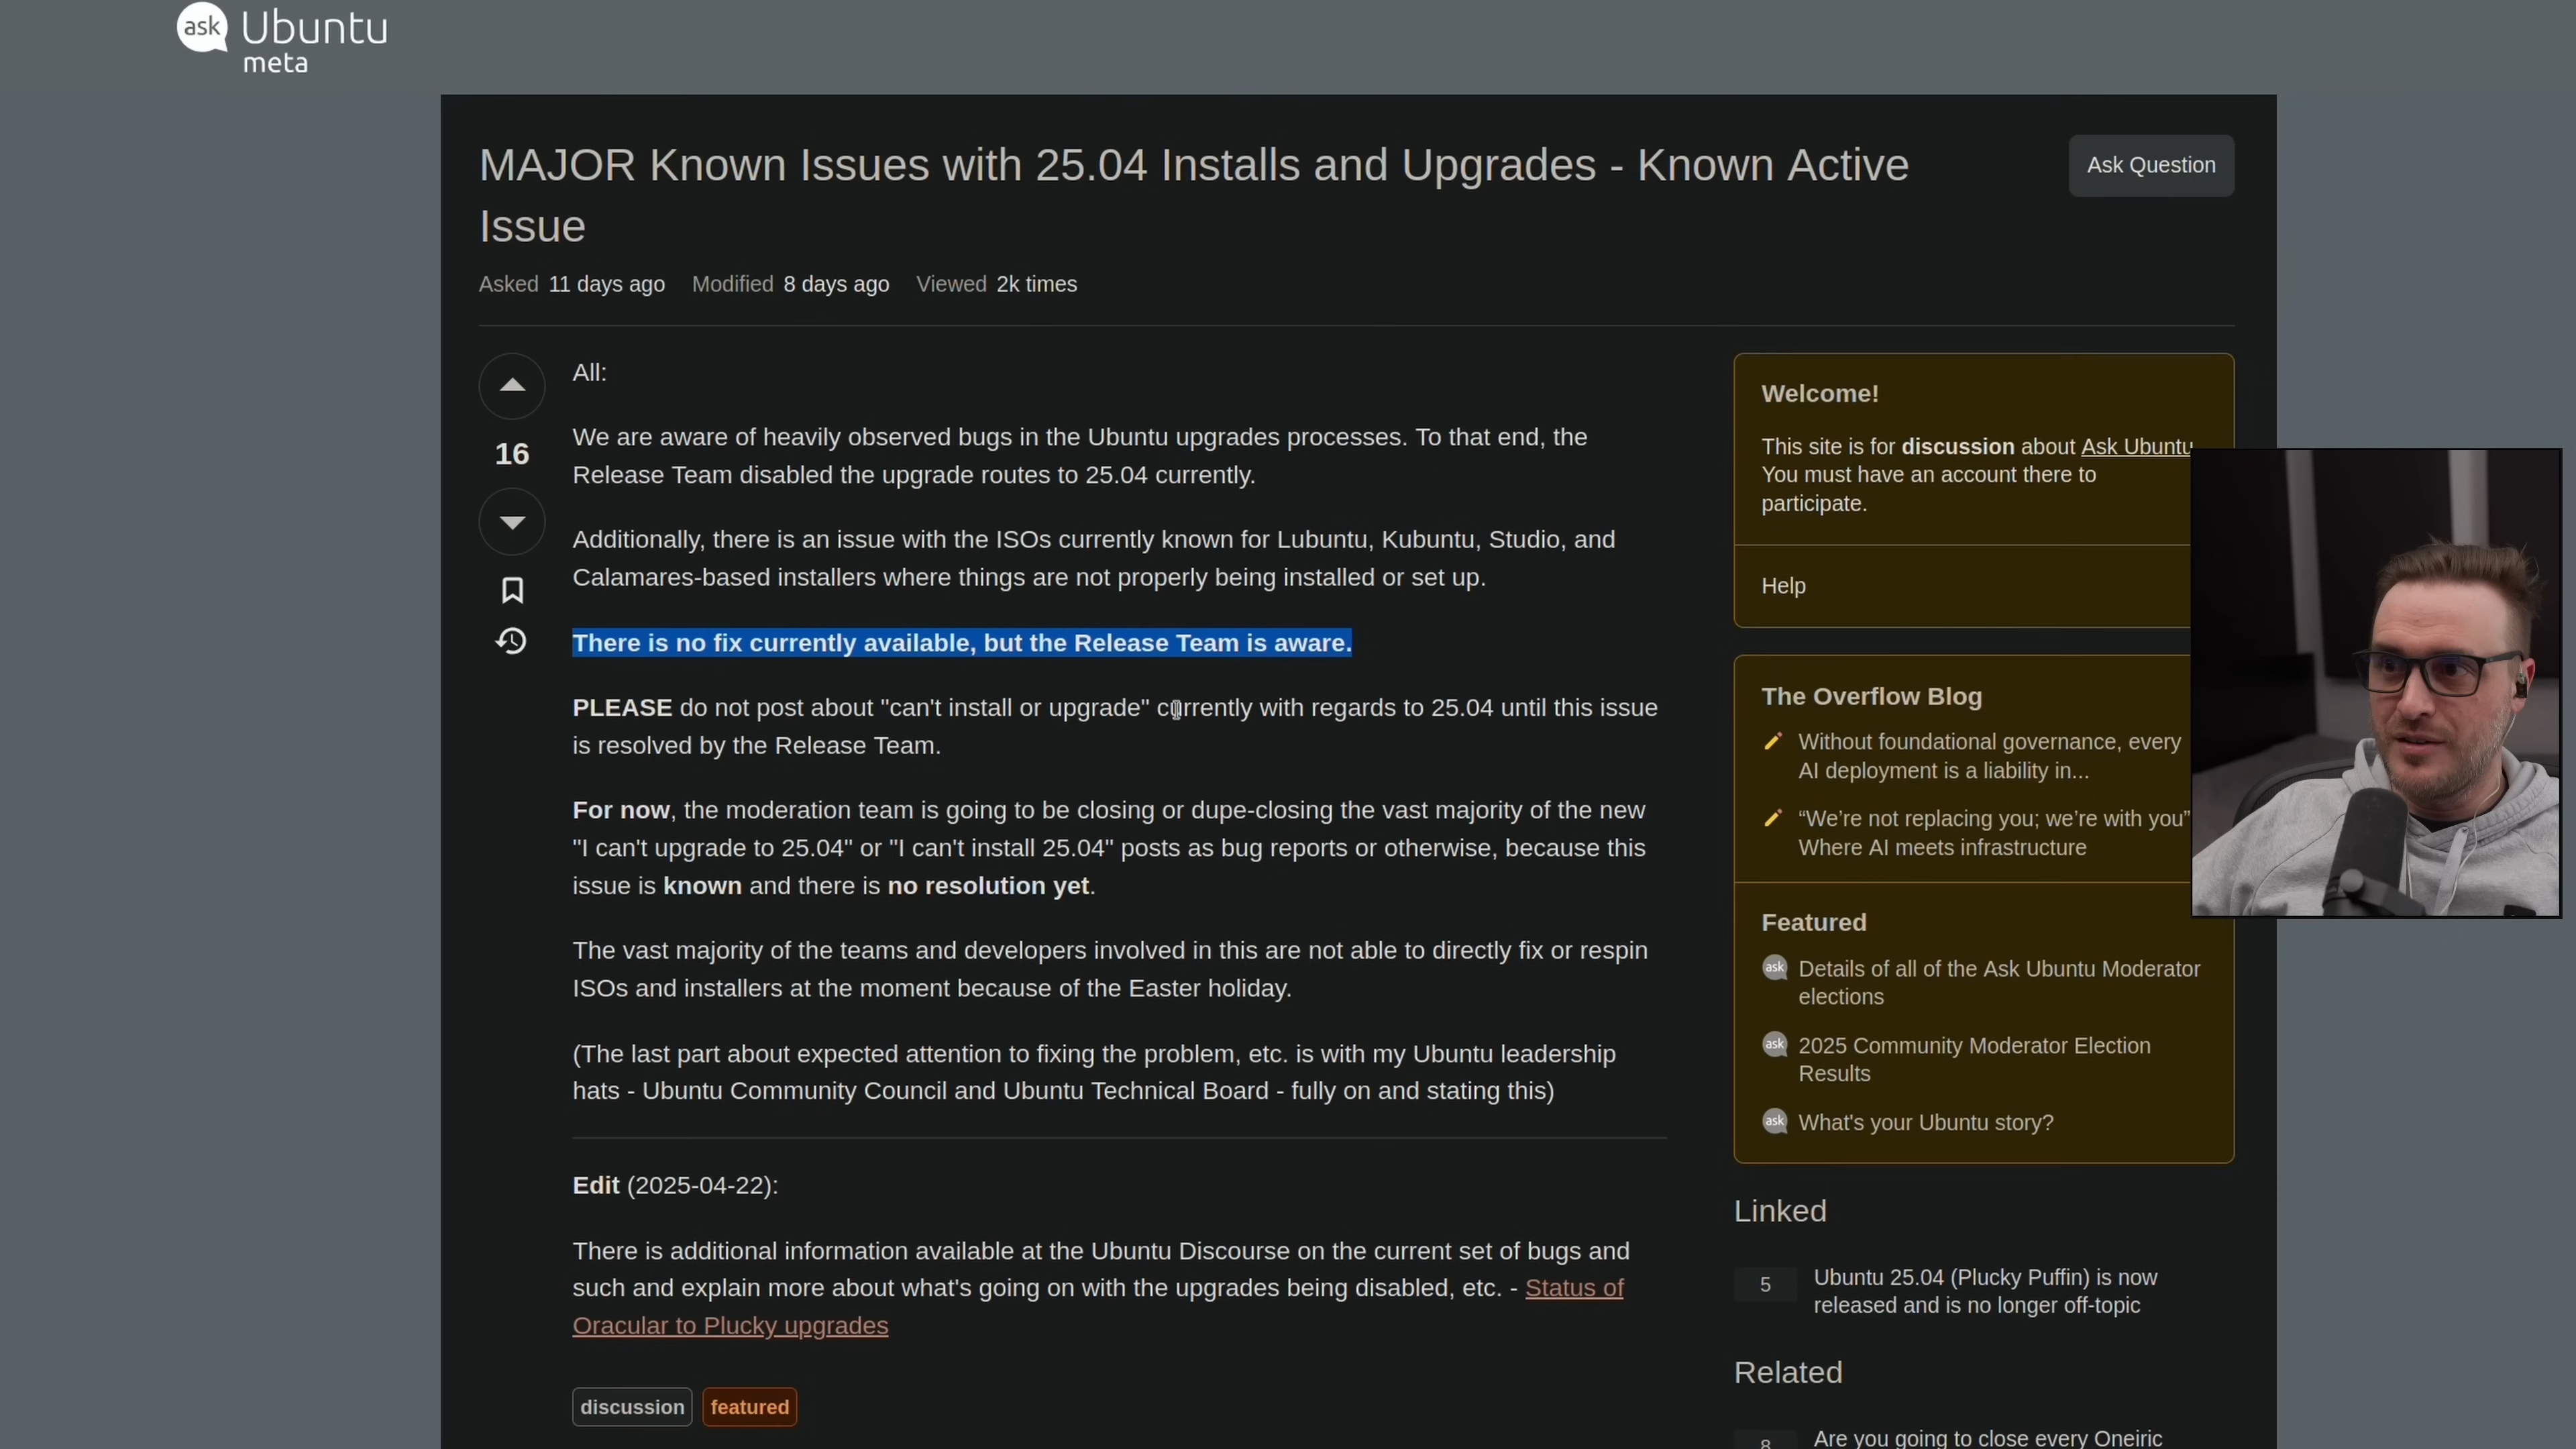 ask Ubuntu
meta
MAJOR Known Issues with 25.04 Installs and Upgrades - Known Active
Issue
Ask Question
Asked 11 days ago Modified 8 days ago Viewed 2k times
16
All:
We are aware of heavily observed bugs in the Ubuntu upgrades processes. To that end, the
Release Team disabled the upgrade routes to 25.04 currently.
Additionally, there is an issue with the ISOs currently known for Lubuntu, Kubuntu, Studio, and
Calamares-based installers where things are not properly being installed or set up.
There is no fix currently available, but the Release Team is aware.
PLEASE do not post about "can't install or upgrade" currently with regards to 25.04 until this issue
is resolved by the Release Team.
For now, the moderation team is going to be closing or dupe-closing the vast majority of the new
"I can't upgrade to 25.04" or "I can't install 25.04" posts as bug reports or otherwise, because this
issue is known and there is no resolution yet.
The vast majority of the teams and developers involved in this are not able to directly fix or respin
ISOs and installers at the moment because of the Easter holiday.
(The last part about expected attention to fixing the problem, etc. is with my Ubuntu leadership
hats - Ubuntu Community Council and Ubuntu Technical Board - fully on and stating this)
Edit (2025-04-22):
There is additional information available at the Ubuntu Discourse on the current set of bugs and
such and explain more about what's going on with the upgrades being disabled, etc. - Status of
Oracular to Plucky upgrades
discussion featured
Welcome!
This site is for discussion about Ask Ubuntu
You must have an account there to
participate.
Help
The Overflow Blog
Without foundational governance, every
AI deployment is a liability in...
“We’re not replacing you; we’re with you”
Where AI meets infrastructure
Featured
ask Details of all of the Ask Ubuntu Moderator
elections
ask 2025 Community Moderator Election
Results
ask What's your Ubuntu story?
Linked
5 Ubuntu 25.04 (Plucky Puffin) is now
released and is no longer off-topic
Related
8 Are you going to close every Oneiric